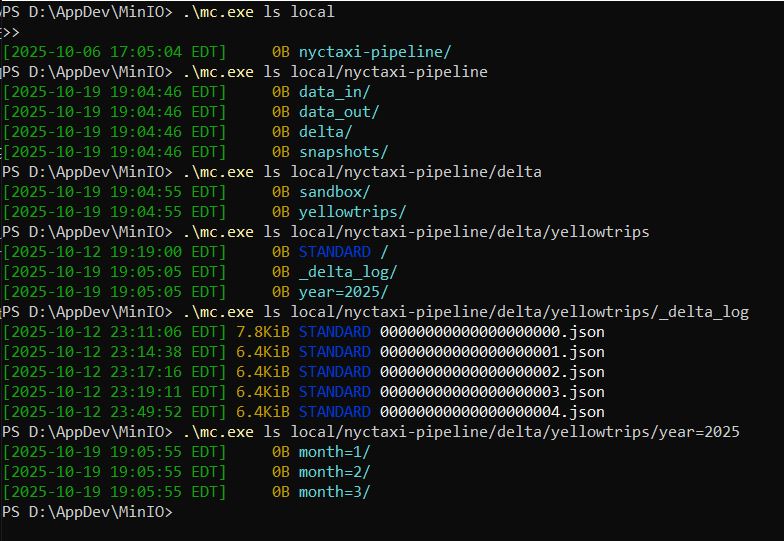 PS D:\AppDev\MinIO> .\mc.exe ls local
>>
[2025-10-06 17:05:04 EDT]     0B nyctaxi-pipeline/
PS D:\AppDev\MinIO> .\mc.exe ls local/nyctaxi-pipeline
[2025-10-19 19:04:46 EDT]     0B data_in/
[2025-10-19 19:04:46 EDT]     0B data_out/
[2025-10-19 19:04:46 EDT]     0B delta/
[2025-10-19 19:04:46 EDT]     0B snapshots/
PS D:\AppDev\MinIO> .\mc.exe ls local/nyctaxi-pipeline/delta
[2025-10-19 19:04:55 EDT]     0B sandbox/
[2025-10-19 19:04:55 EDT]     0B yellowtrips/
PS D:\AppDev\MinIO> .\mc.exe ls local/nyctaxi-pipeline/delta/yellowtrips
[2025-10-12 19:19:00 EDT]     0B STANDARD /
[2025-10-19 19:05:05 EDT]     0B _delta_log/
[2025-10-19 19:05:05 EDT]     0B year=2025/
PS D:\AppDev\MinIO> .\mc.exe ls local/nyctaxi-pipeline/delta/yellowtrips/_delta_log
[2025-10-12 23:11:06 EDT] 7.8KiB STANDARD 00000000000000000000.json
[2025-10-12 23:14:38 EDT] 6.4KiB STANDARD 00000000000000000001.json
[2025-10-12 23:17:16 EDT] 6.4KiB STANDARD 00000000000000000002.json
[2025-10-12 23:19:11 EDT] 6.4KiB STANDARD 00000000000000000003.json
[2025-10-12 23:49:52 EDT] 6.4KiB STANDARD 00000000000000000004.json
PS D:\AppDev\MinIO> .\mc.exe ls local/nyctaxi-pipeline/delta/yellowtrips/year=2025
[2025-10-19 19:05:55 EDT]     0B month=1/
[2025-10-19 19:05:55 EDT]     0B month=2/
[2025-10-19 19:05:55 EDT]     0B month=3/
PS D:\AppDev\MinIO>